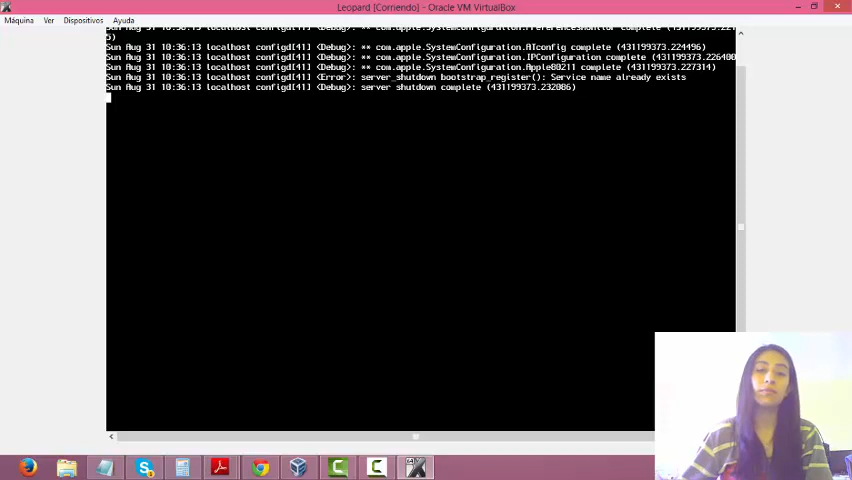 Leopard [Corriendo] - Oracle VM VirtualBox
Máquina Ver Dispositivos Ayuda
5)
Sun Aug 31 10:36:13 localhost configd[41] <Debug>: ** com.apple.SystemConfiguration.ATconfig complete (431199373.224496)
Sun Aug 31 10:36:13 localhost configd[41] <Debug>: ** com.apple.SystemConfiguration.IPConfiguration complete (431199373.226400
Sun Aug 31 10:36:13 localhost configd[41] <Debug>: ** com.apple.SystemConfiguration.Apple80211 complete (431199373.227314)
Sun Aug 31 10:36:13 localhost configd[41] <Error>: server_shutdown bootstrap_register(): Service name already exists
Sun Aug 31 10:36:13 localhost configd[41] <Debug>: server shutdown complete (431199373.232086)